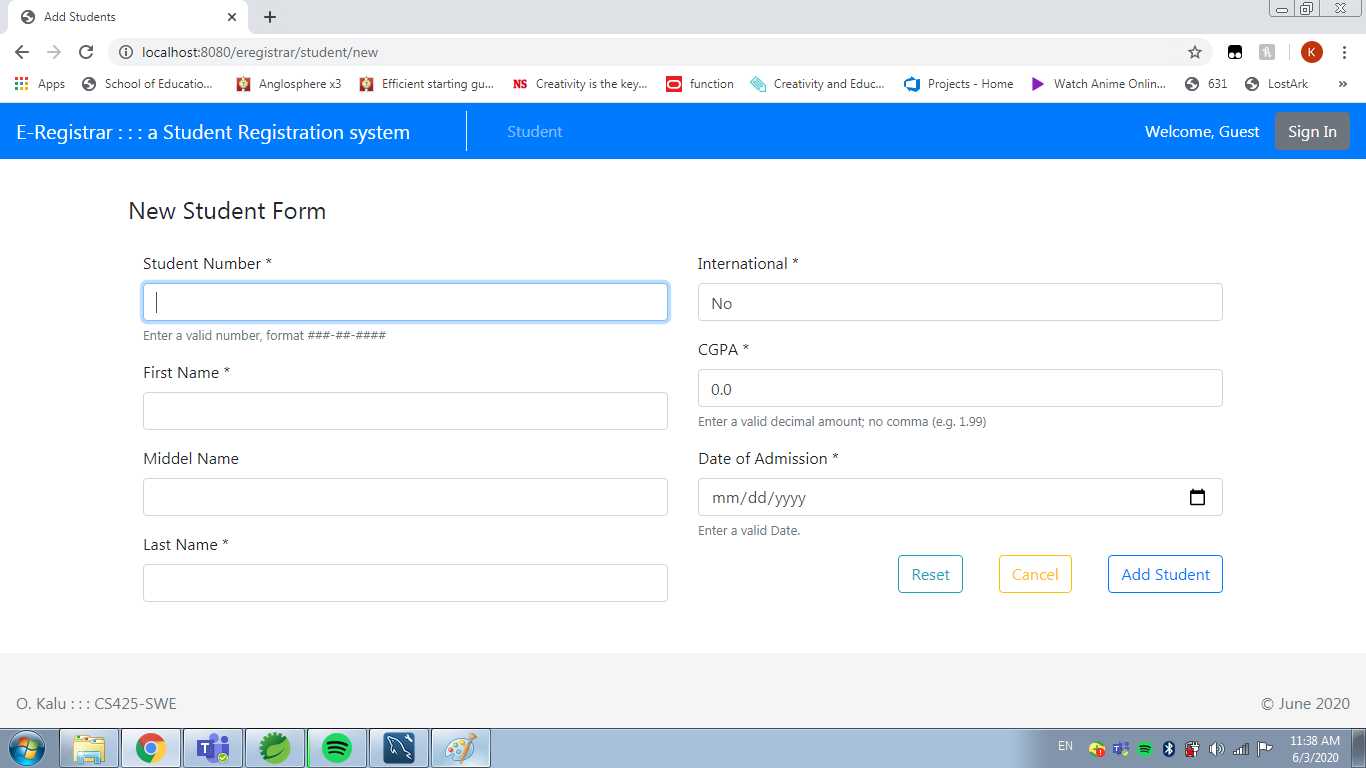 Add Students
localhost:8080/eregistrar/student/new
K
Apps
School of Educatio...
Anglosphere x3
Efficient starting gu...
NS Creativity is the key...
function
Creativity and Educ...
Projects - Home
Watch Anime Online...
631
LostArk
»
E-Registrar : : : a Student Registration system
Student
Welcome, Guest
Sign In
New Student Form
Student Number *
Enter a valid number, format ###-##-####
First Name *
Middel Name
Last Name *
International *
No
CGPA *
0.0
Enter a valid decimal amount; no comma (e.g. 1.99)
Date of Admission *
mm/dd/yyyy
Enter a valid Date.
Reset
Cancel
Add Student
O. Kalu : : : CS425-SWE
© June 2020
EN
11:38 AM
6/3/2020